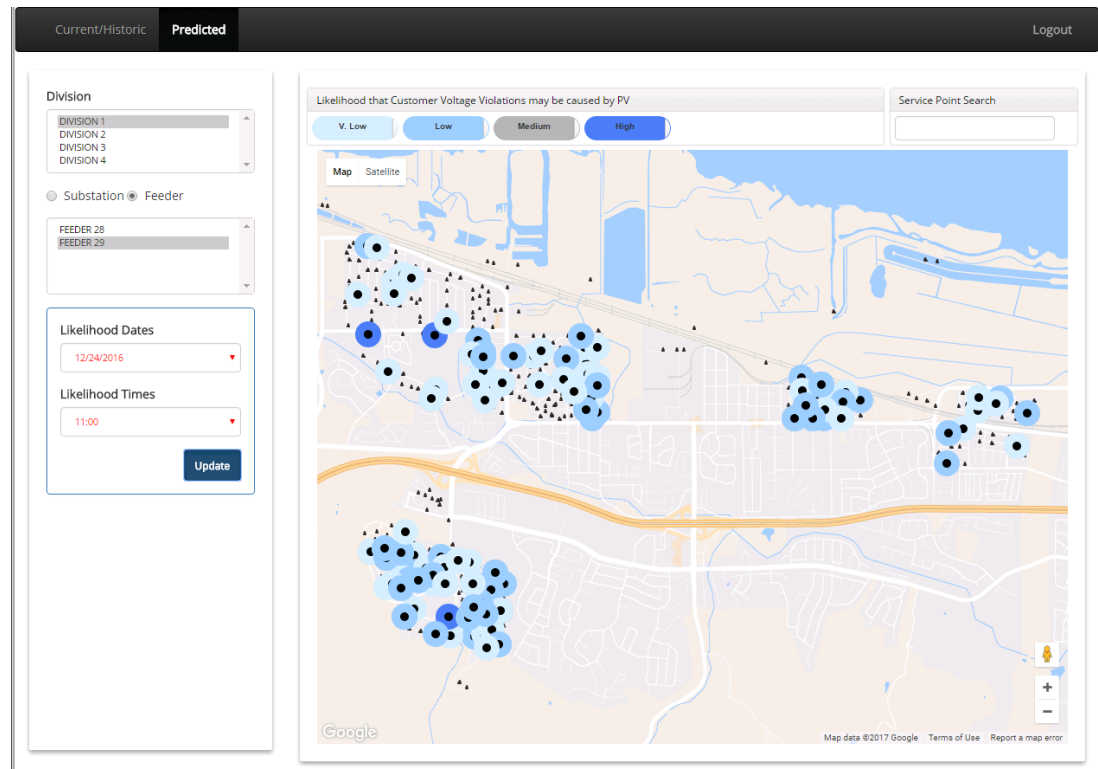 Current/Historic Predicted Logout
Division
DIVISION 1
DIVISION 2
DIVISION 3
DIVISION 4
Substation Feeder
FEEDER 28
FEEDER 29
Likelihood Dates
12/24/2016
Likelihood Times
11:00
Update
Likelihood that Customer Voltage Violations may be caused by PV
V. Low Low Medium High
Service Point Search
Map Satellite
Google
Map data ©2017 Google Terms of Use Report a map error